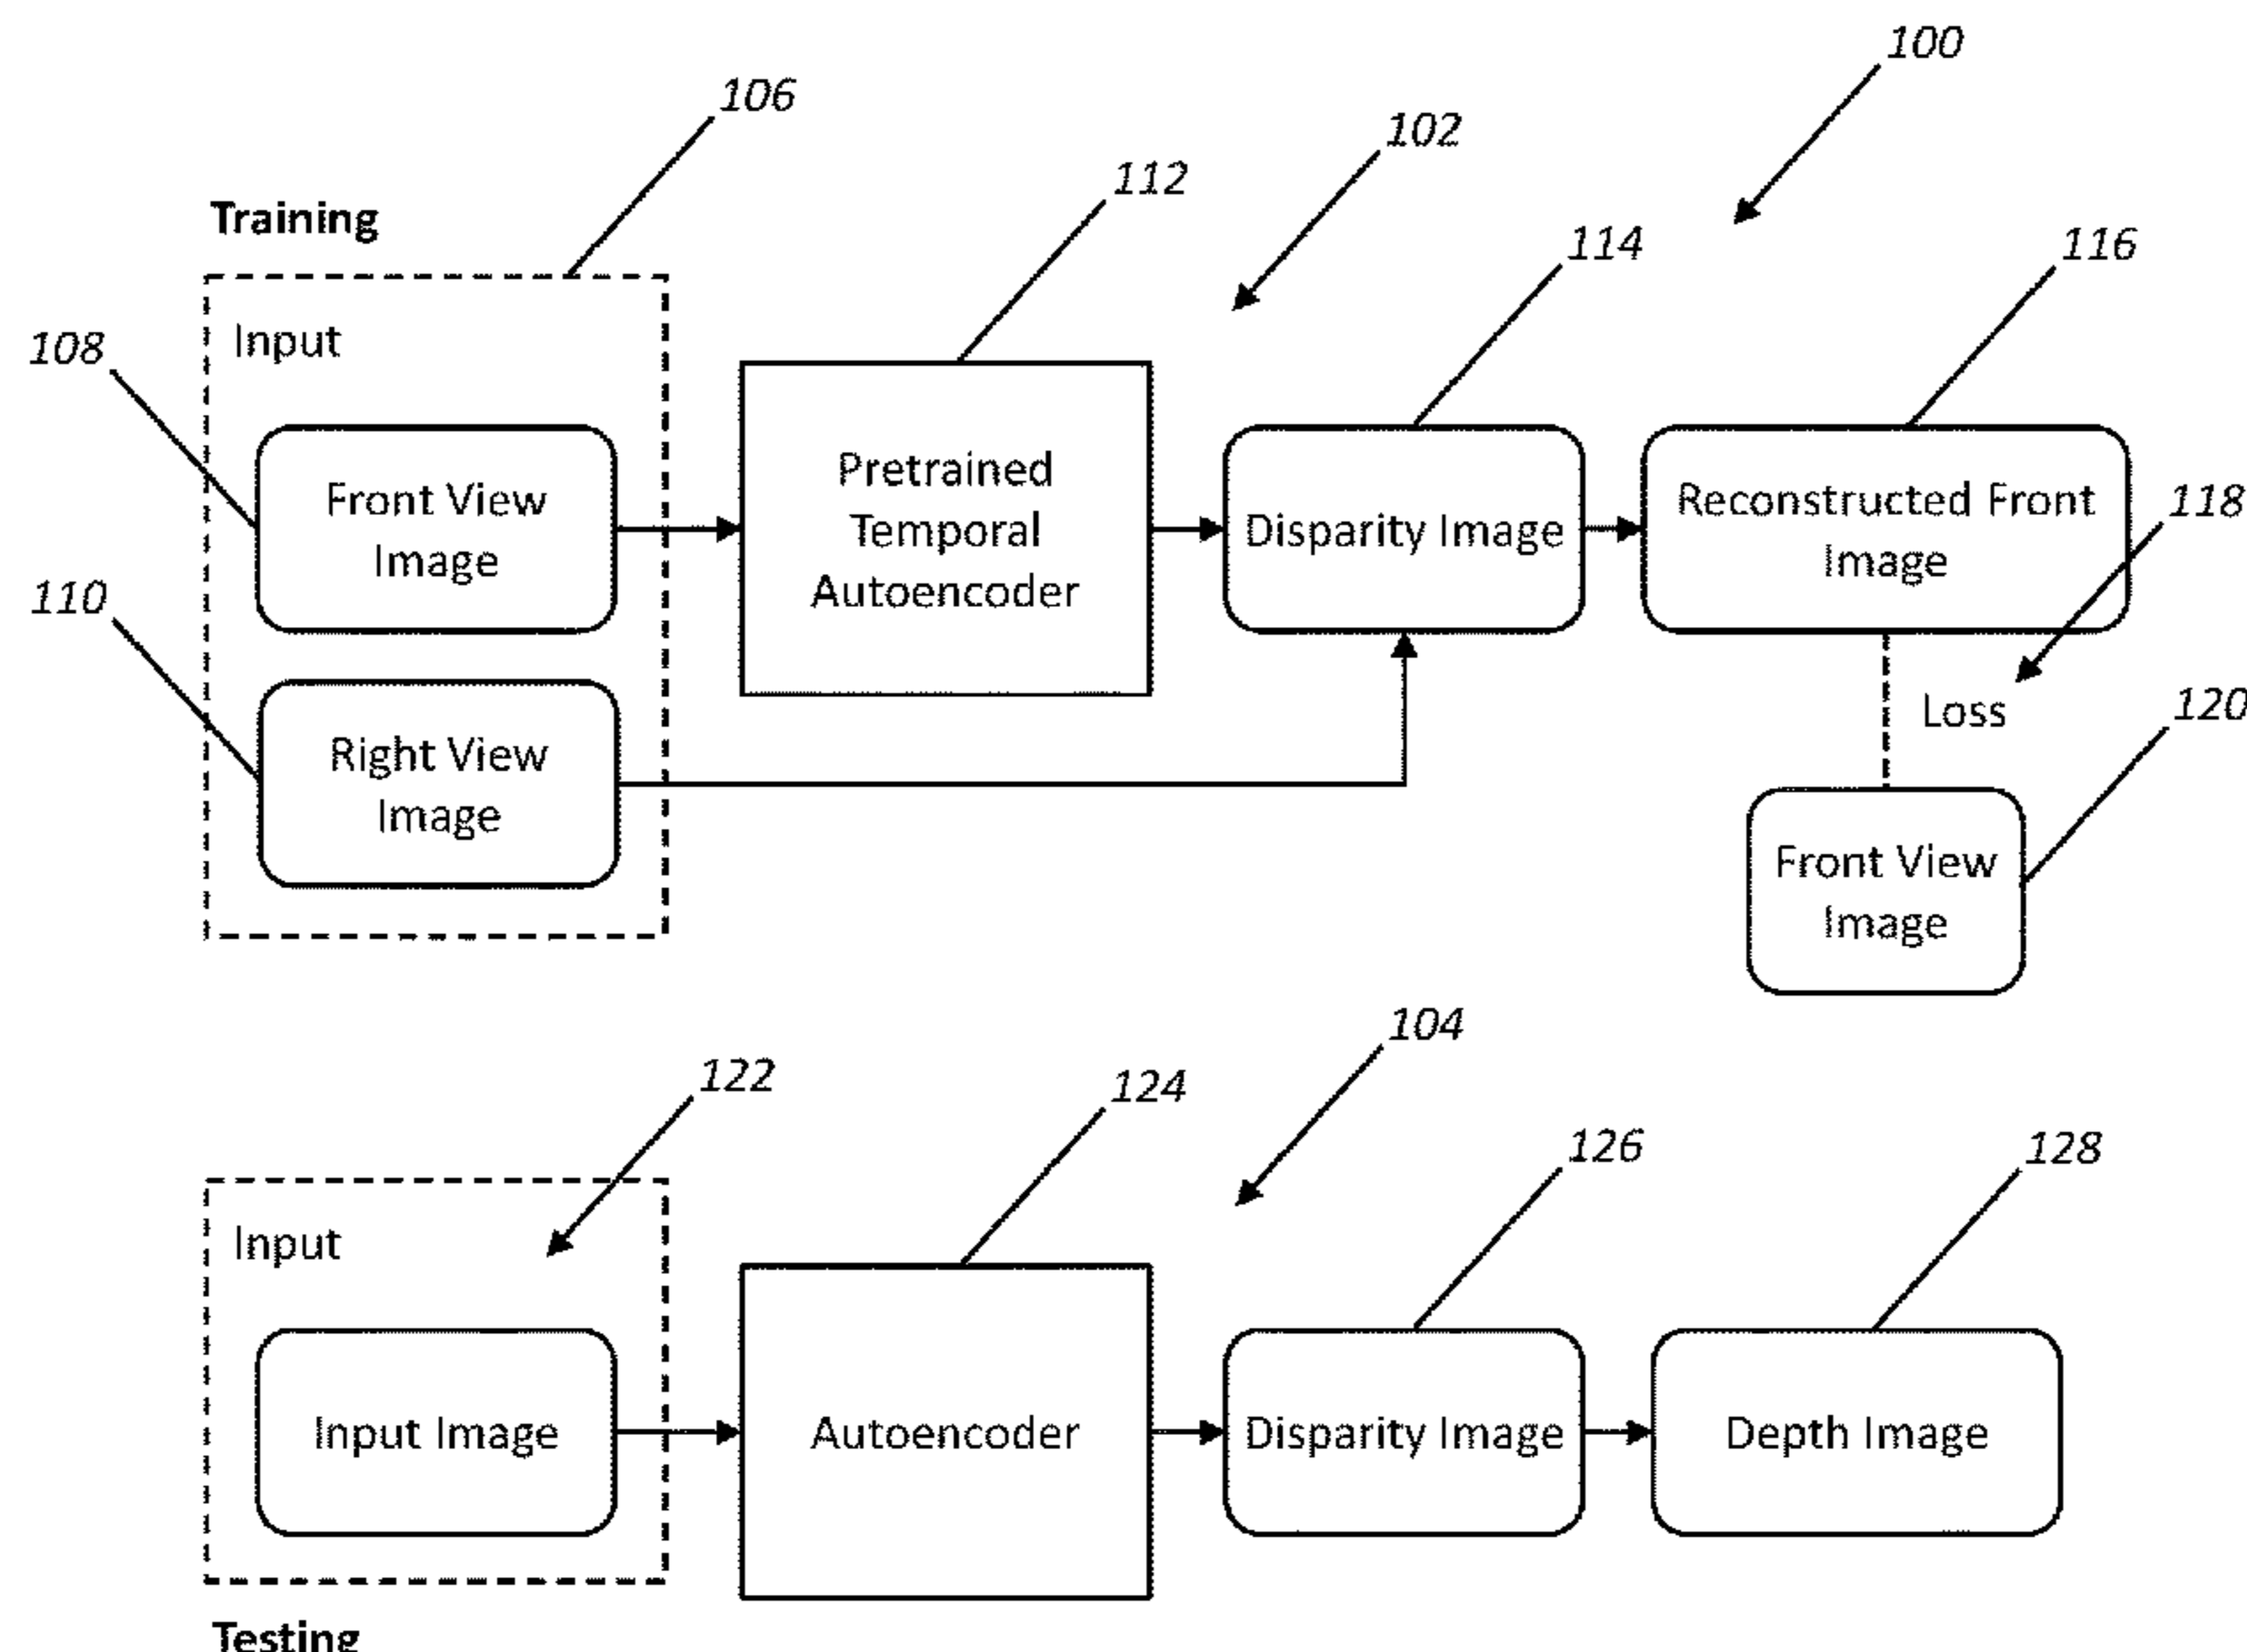 100
106
102
112
Training
114
116
108
Input
Front View
Image
Pretrained
Temporal
Autoencoder
Disparity Image
Reconstructed Front
Image
118
110
Right View
Image
Loss
120
Front View
Image
104
122
124
126
128
Input
Input Image
Autoencoder
Disparity Image
Depth Image
Testing